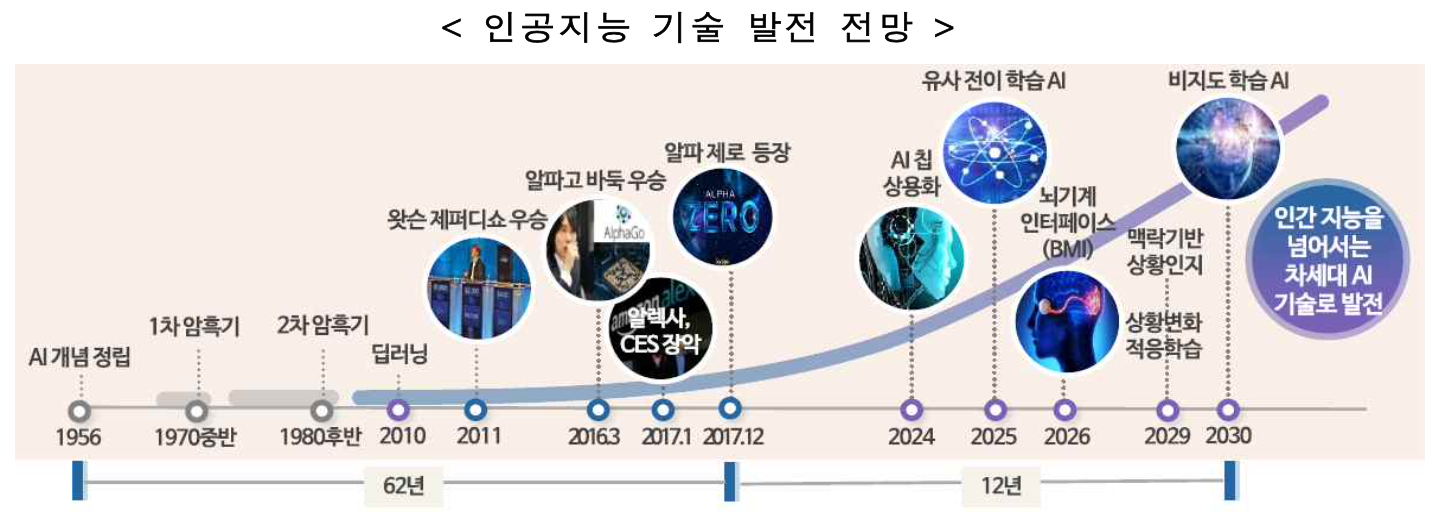 < 인공지능 기술 발전 전망 >
유사 전이 학습 AI
비지도 학습 AI
알파 제로 등장
AI 칩
상용화
알파고 바둑 우승
뇌기계
인터페이스
(BMI)
왓슨 제퍼디쇼 우승
맥락기반
상황인지
인간 지능을
넘어서는
차세대 AI
기술로 발전
ALPHA
ZERO
AlphaGo
amazon alex
알렉사,
CES 장악
1차 암흑기
2차 암흑기
상황변화
적응학습
AI 개념 정립
딥러닝
1956
1970중반
1980후반
2010
2011
2016.3
2017.1
2017.12
2024
2025
2026
2029
2030
62년
12년